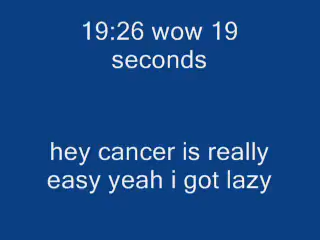 19:26 wow 19
seconds
hey cancer is really
easy yeah i got lazy